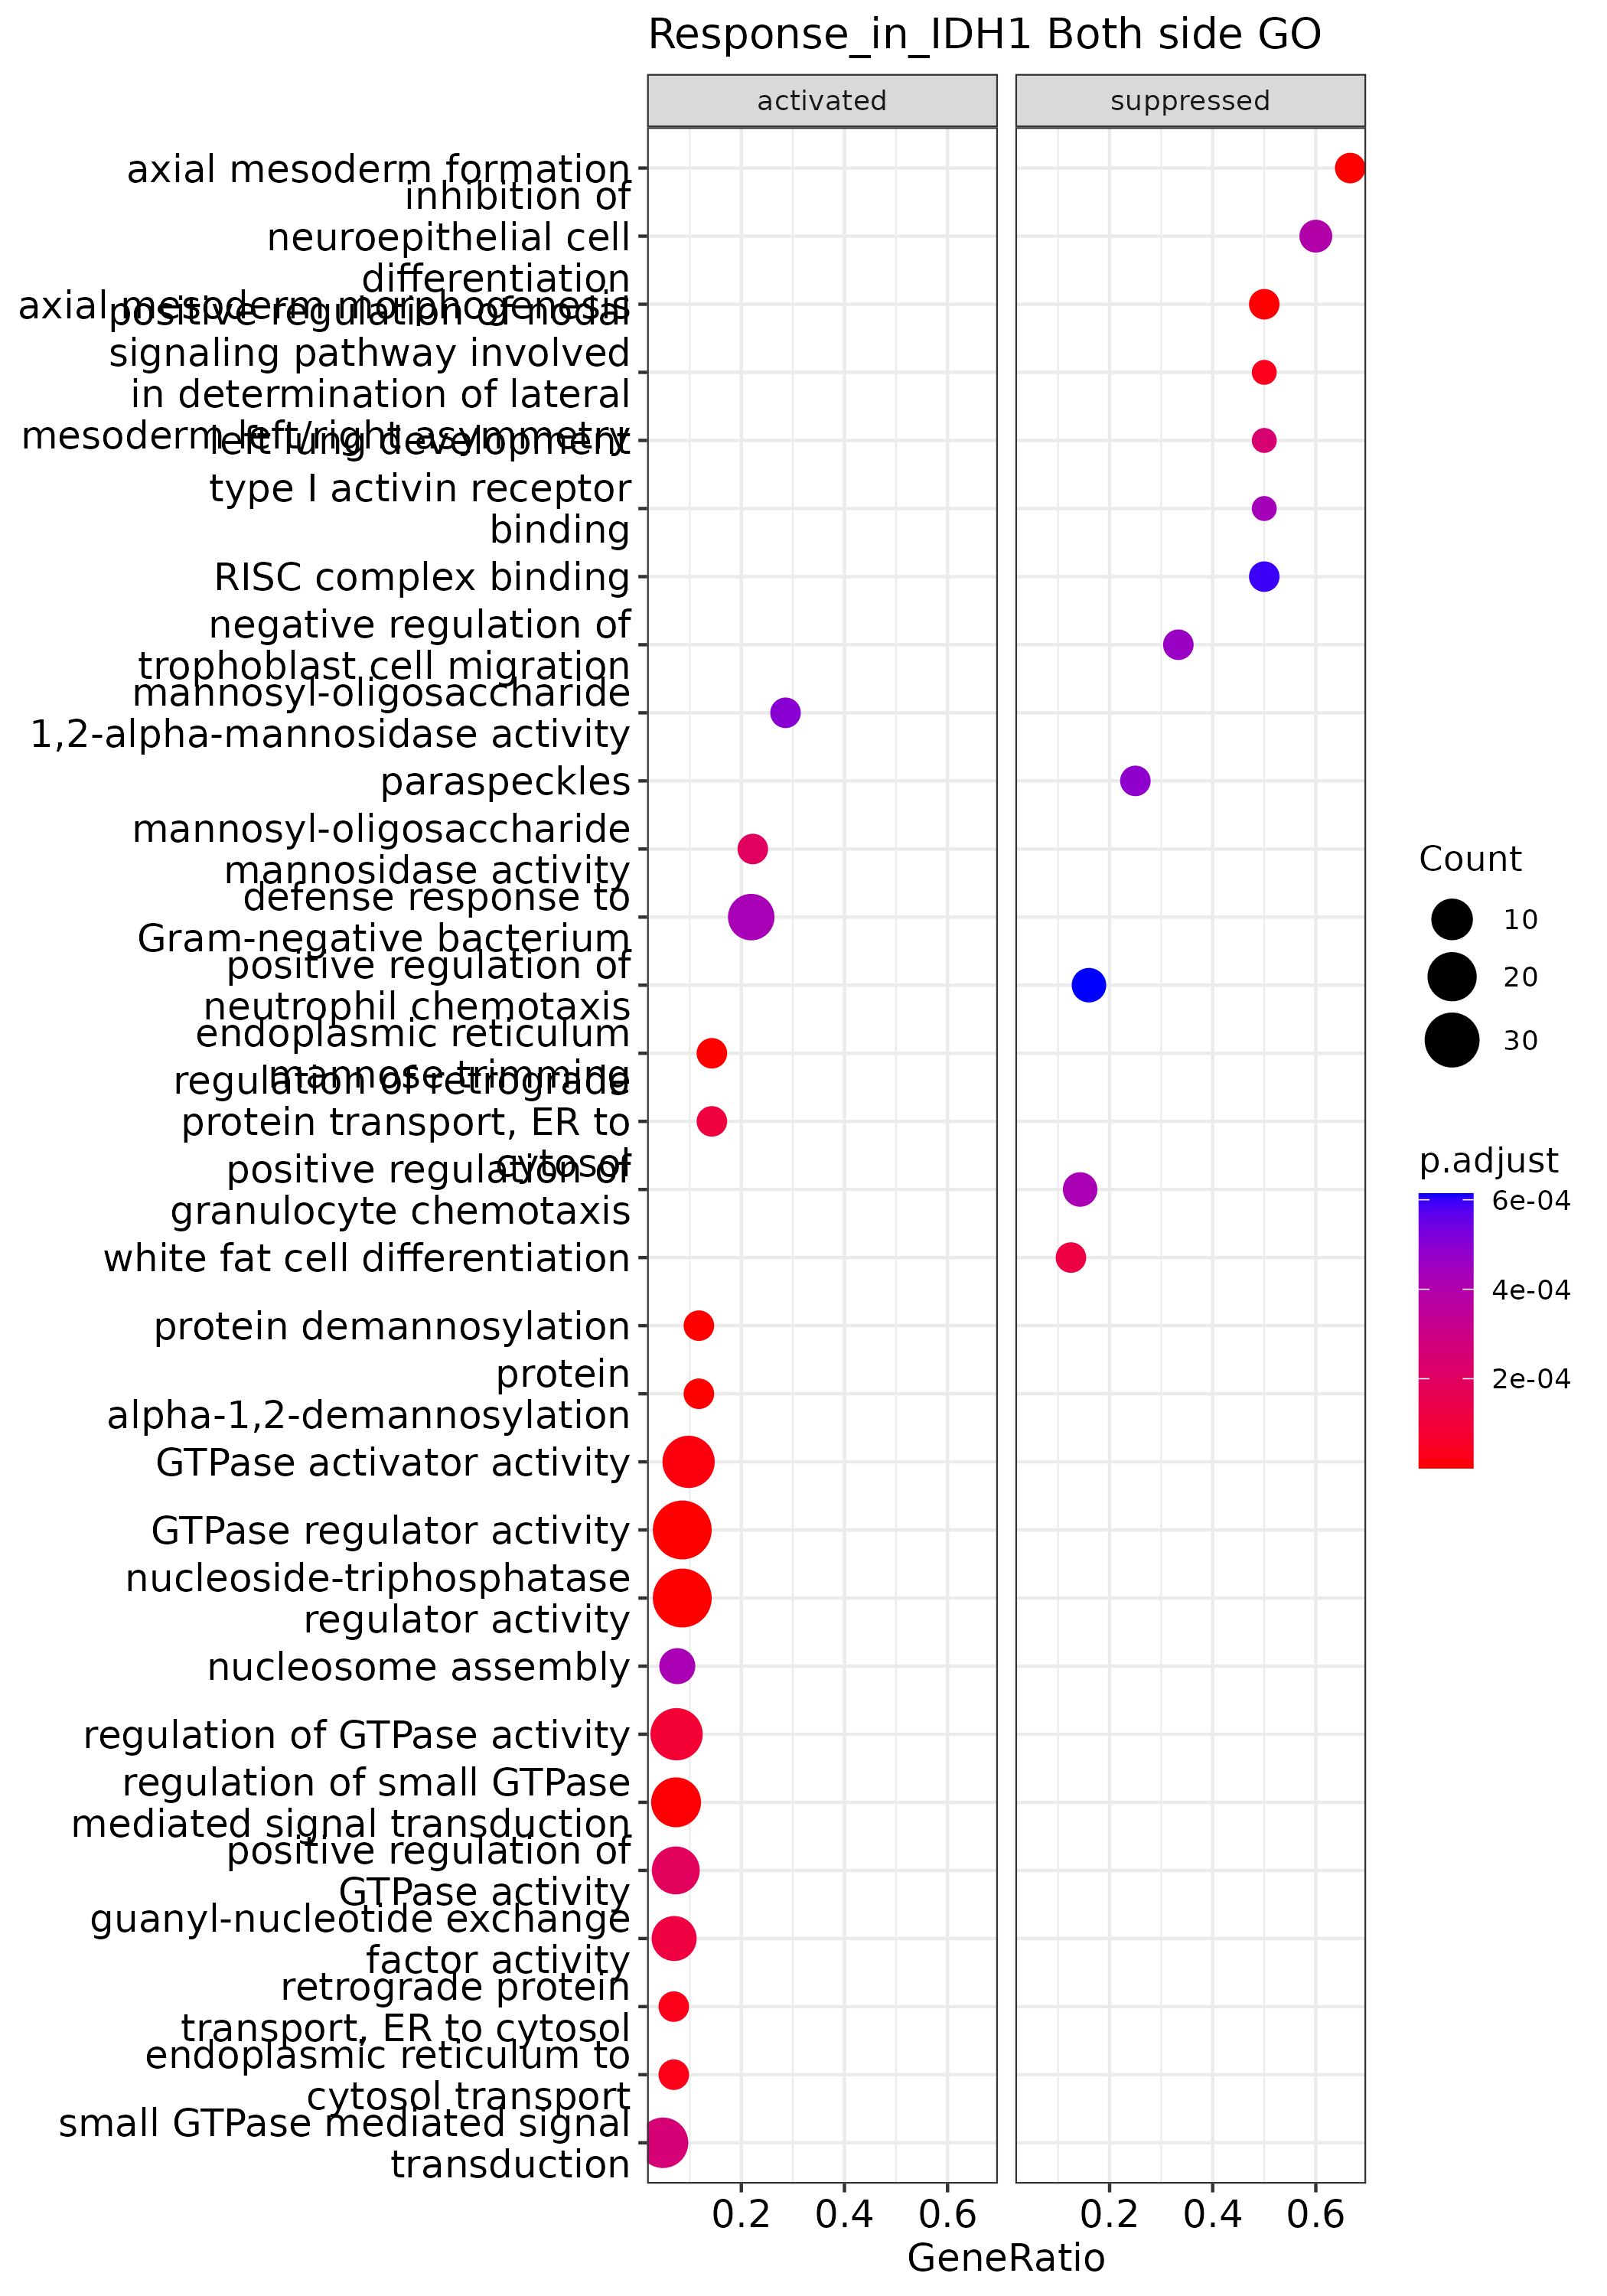 Response_in_IDH1 Both side GO
activated
suppressed
axial mesoderm formation
inhibition of
neuroepithelial cell
differentiation
axial mesoderm morphogenesis
positive regulation of nodal
signaling pathway involved
in determination of lateral
mesoderm left/right asymmetry
left lung development
type I activin receptor
binding
RISC complex binding
negative regulation of
trophoblast cell migration
mannosyl-oligosaccharide
1,2-alpha-mannosidase activity
paraspeckles
mannosyl-oligosaccharide
mannosidase activity
defense response to
Gram-negative bacterium
positive regulation of
neutrophil chemotaxis
endoplasmic reticulum
mannose trimming
regulation of retrograde
protein transport, ER to
cytosol
positive regulation of
granulocyte chemotaxis
white fat cell differentiation
protein demannosylation
protein
alpha-1,2-demannosylation
GTPase activator activity
GTPase regulator activity
nucleoside-triphosphatase
regulator activity
nucleosome assembly
regulation of GTPase activity
regulation of small GTPase
mediated signal transduction
positive regulation of
GTPase activity
guanyl-nucleotide exchange
factor activity
retrograde protein
transport, ER to cytosol
endoplasmic reticulum to
cytosol transport
small GTPase mediated signal
transduction
0.2 0.4 0.6
0.2 0.4 0.6
GeneRatio
Count
10
20
30
p.adjust
6e-04
4e-04
2e-04